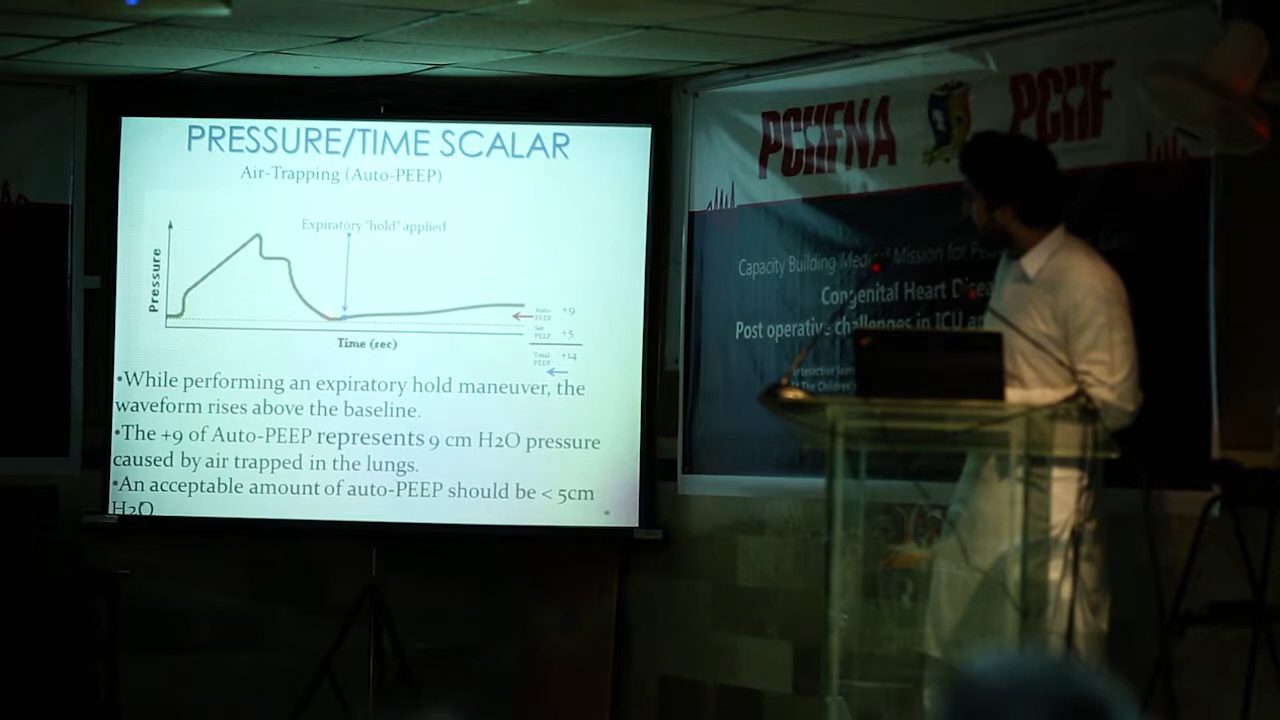 PRESSURE/TIME SCALAR
Air-Trapping (Auto-PEEP)
Expiratory "hold" applied
Pressure
Auto-PEEP +9
Set PEEP +5
Total-PEEP +14
Time (sec)
•While performing an expiratory hold maneuver, the
waveform rises above the baseline.
•The +9 of Auto-PEEP represents 9 cm H2O pressure
caused by air trapped in the lungs.
•An acceptable amount of auto-PEEP should be < 5cm
H2O
PCHFNA
PCHF
Capacity Building Medical Mission for
Congenital Heart
Post operative challenges in ICU
The Children's